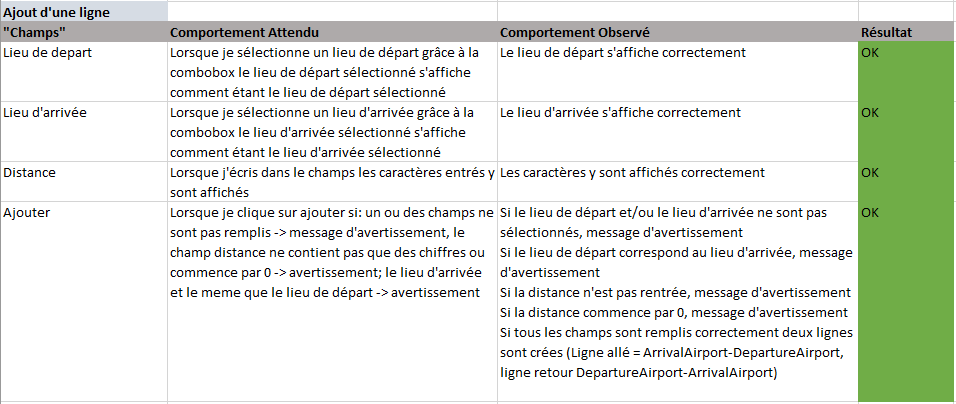 Ajout d'une ligne
"Champs" Comportement Attendu Comportement Observé Résultat
Lieu de depart
Lorsque je sélectionne un lieu de départ grâce à la
combobox le lieu de départ sélectionné s'affiche
comment étant le lieu de départ sélectionné
Le lieu de départ s'affiche correctement
OK
Lieu d'arrivée
Lorsque je sélectionne un lieu d'arrivée grâce à la
combobox le lieu d'arrivée sélectionné s'affiche
comment étant le lieu d'arrivée sélectionné
Le lieu d'arrivée s'affiche correctement
OK
Distance
Lorsque j'écris dans le champs les caractères entrés y
sont affichés
Les caractères y sont affichés correctement
OK
Ajouter
Lorsque je clique sur ajouter si: un ou des champs ne
sont pas remplis -> message d'avertissement, le
champ distance ne contient pas que des chiffres ou
commence par 0 -> avertissement; le lieu d'arrivée
et le meme que le lieu de départ -> avertissement
Si le lieu de départ et/ou le lieu d'arrivée ne sont pas
sélectionnés, message d'avertissement
Si le lieu de départ correspond au lieu d'arrivée, message
d'avertissement
Si la distance n'est pas rentrée, message d'avertissement
Si la distance commence par 0, message d'avertissement
Si tous les champs sont remplis correctement deux lignes
sont crées (Ligne allé = ArrivalAirport-DepartureAirport,
ligne retour DepartureAirport-ArrivalAirport)
OK